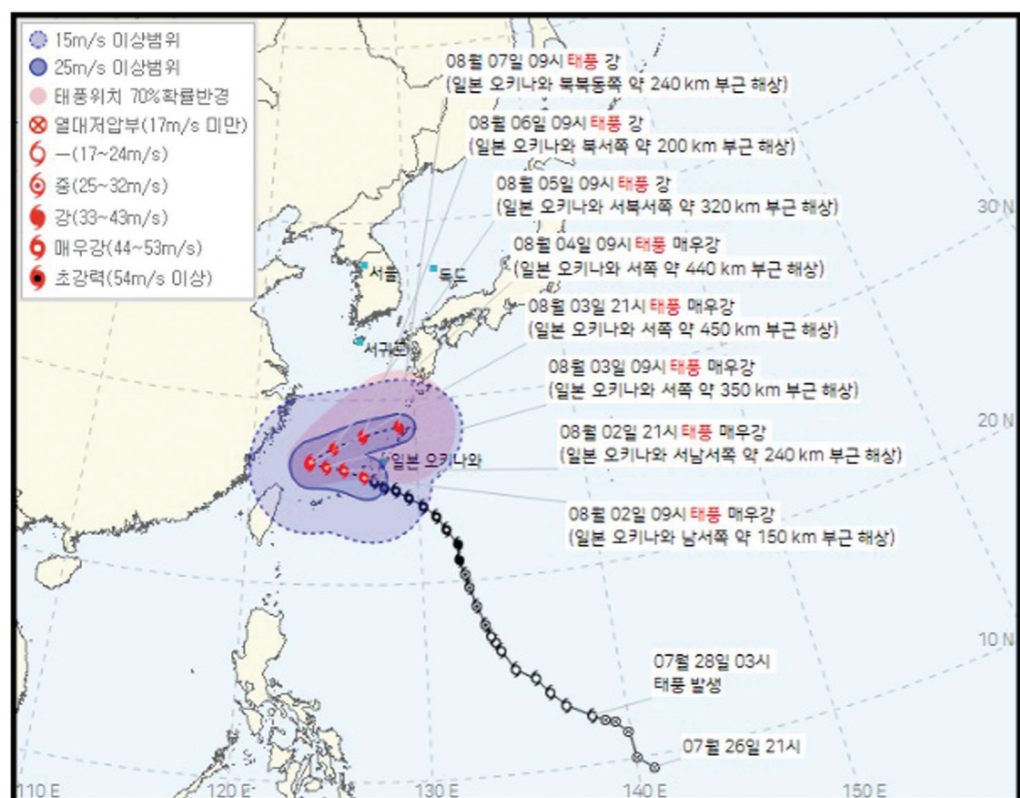 15m/s 이상범위
25m/s 이상범위
태풍위치 70%확률반경
열대저압부(17m/s 미만)
—(17~24m/s)
중(25~32m/s)
강(33~43m/s)
매우강(44~53m/s)
초강력(54m/s 이상)
08월 07일 09시 태풍 강
(일본 오키나와 북북동쪽 약 240 km 부근 해상)
08월 06일 09시 태풍 강
(일본 오키나와 북서쪽 약 200 km 부근 해상)
08월 05일 09시 태풍 강
(일본 오키나와 서북서쪽 약 320 km 부근 해상)
08월 04일 09시 태풍 매우강
(일본 오키나와 서쪽 약 440 km 부근 해상)
08월 03일 21시 태풍 매우강
(일본 오키나와 서쪽 약 450 km 부근 해상)
08월 03일 09시 태풍 매우강
(일본 오키나와 서쪽 약 350 km 부근 해상)
08월 02일 21시 태풍 매우강
(일본 오키나와 서남서쪽 약 240 km 부근 해상)
08월 02일 09시 태풍 매우강
(일본 오키나와 남서쪽 약 150 km 부근 해상)
서울
독도
서귀포
일본 오키나와
07월 28일 03시
태풍 발생
07월 26일 21시
30 N
20 N
10 N
110 E
120 E
130 E
140 E
150 E